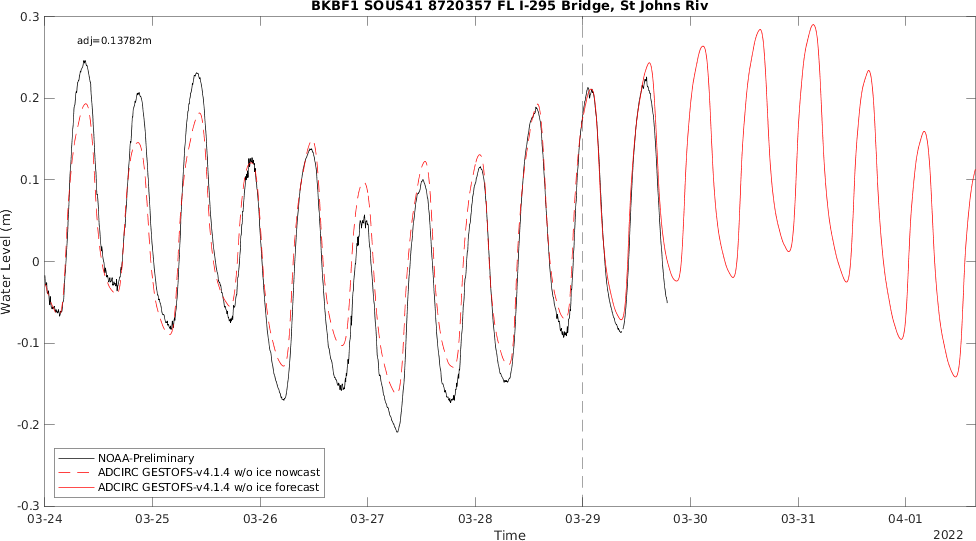 BKBF1 SOUS41 8720357 FL I-295 Bridge, St Johns Riv
adj=0.13782m
0.3
0.2
0.1
0
-0.1
-0.2
-0.3
Water Level (m)
NOAA-Preliminary
ADCIRC GESTOFS-v4.1.4 w/o ice nowcast
ADCIRC GESTOFS-v4.1.4 w/o ice forecast
03-24 03-25 03-26 03-27 03-28 03-29 03-30 03-31 04-01
Time
2022